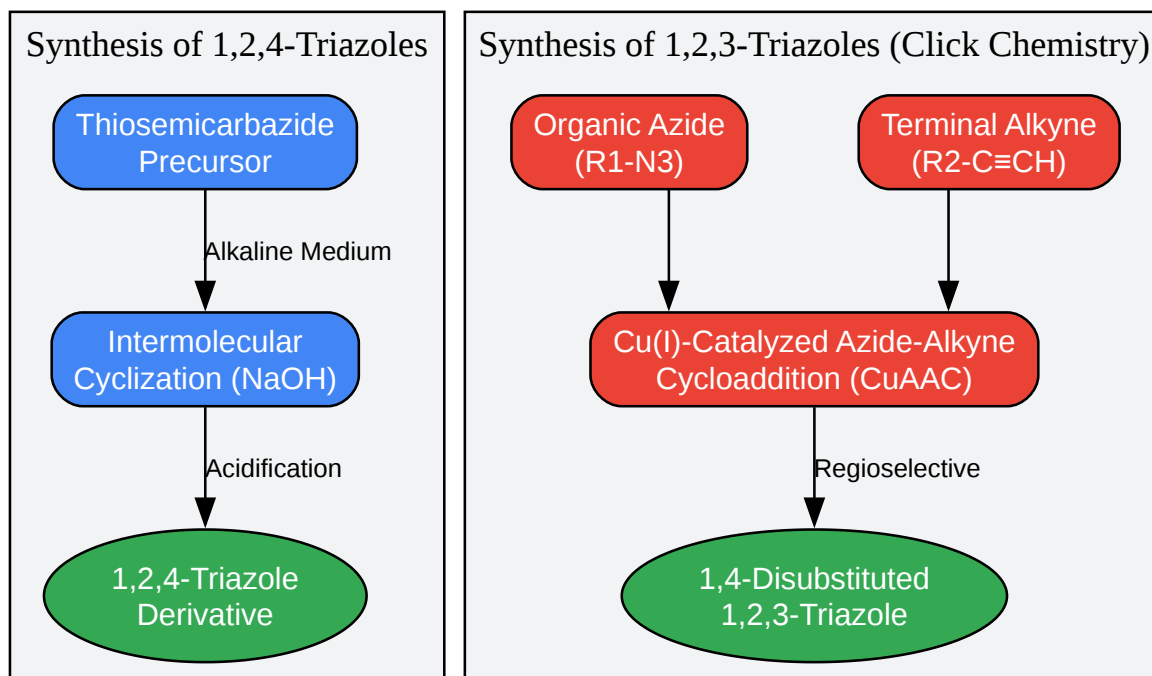 Synthesis of 1,2,4-Triazoles
Thiosemicarbazide
Precursor
Alkaline Medium
Intermolecular
Cyclization (NaOH)
Acidification
1,2,4-Triazole
Derivative
Synthesis of 1,2,3-Triazoles (Click Chemistry)
Organic Azide
(R1-N3)
Terminal Alkyne
(R2-C≡CH)
Cu(I)-Catalyzed Azide-Alkyne
Cycloaddition (CuAAC)
Regioselective
1,4-Disubstituted
1,2,3-Triazole